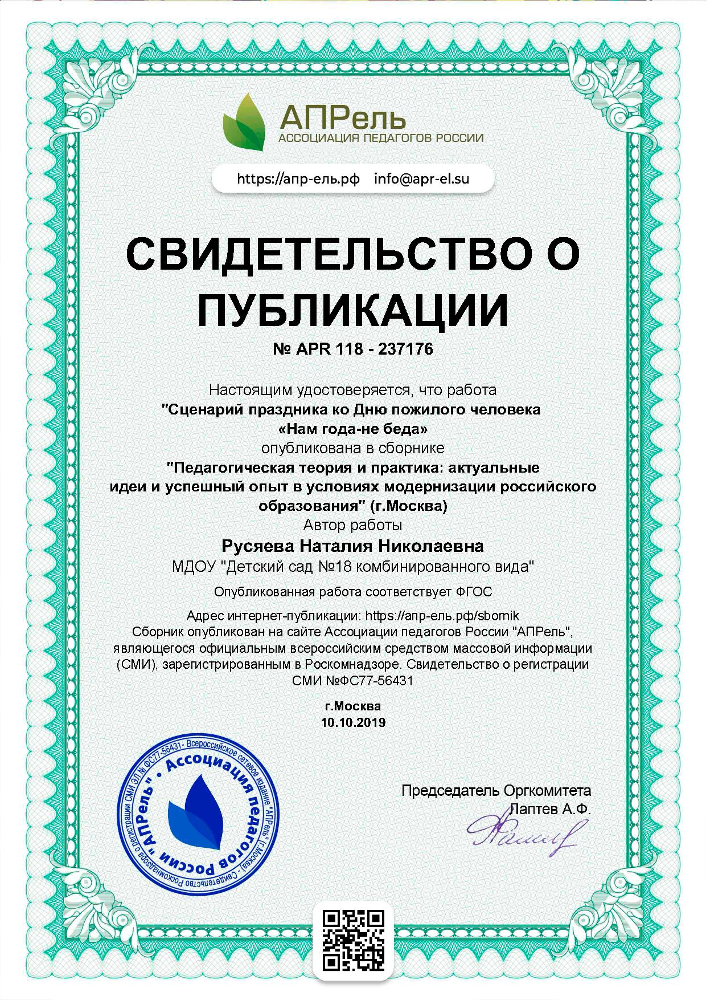 АПРель
АССОЦИАЦИЯ ПЕДАГОГОВ РОССИИ
https://апр-ель.рф info@apr-el.su
СВИДЕТЕЛЬСТВО О
ПУБЛИКАЦИИ
№ APR 118 - 237176
Настоящим удостоверяется, что работа
"Сценарий праздника ко Дню пожилого человека
«Нам года-не беда»
опубликована в сборнике
"Педагогическая теория и практика: актуальные
идеи и успешный опыт в условиях модернизации российского
образования" (г.Москва)
Автор работы
Русяева Наталия Николаевна
МДОУ "Детский сад №18 комбинированного вида"
Опубликованная работа соответствует ФГОС
Адрес интернет-публикации: https://апр-ель.рф/sbornik
Сборник опубликован на сайте Ассоциации педагогов России "АПРель",
являющегося официальным всероссийским средством массовой информации
(СМИ), зарегистрированным в Роскомнадзоре. Свидетельство о регистрации
СМИ №ФС77-56431
г.Москва
10.10.2019
Всероссийское сетевое издание "АПРель" (г.Москва) - Свидетельство Роскомнадзора о регистрации СМИ ЭЛ № ФС77-56431-
Ассоциация педагогов России "АПРель" •
Председатель Оргкомитета
Лаптев А.Ф.